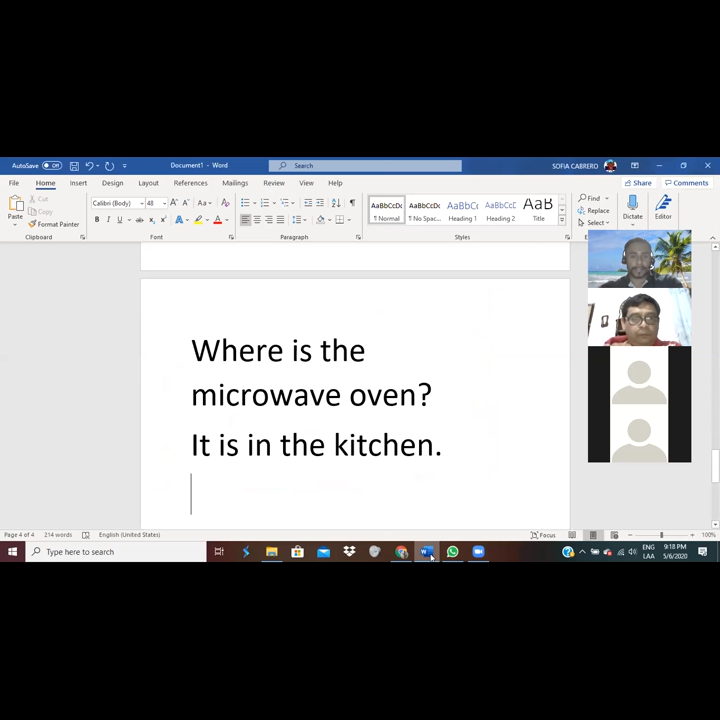 AutoSave Off Document1 - Word Search SOFIA CABRERO
File Home Insert Design Layout References Mailings Review View Help Share Comments
Cut
Copy
Paste Format Painter
Clipboard
Calibri (Body) 48
Font
Paragraph
AaBbCcDc AaBbCcDc AaBbC AaBbCcD AaB
¶ Normal ¶ No Spac... Heading 1 Heading 2 Title
Styles
Find
Replace
Select
Dictate
Editor
Where is the
microwave oven?
It is in the kitchen.
Page 4 of 4 214 words English (United States) Focus 100%
Type here to search
ENG 9:18 PM
LAA 5/6/2020